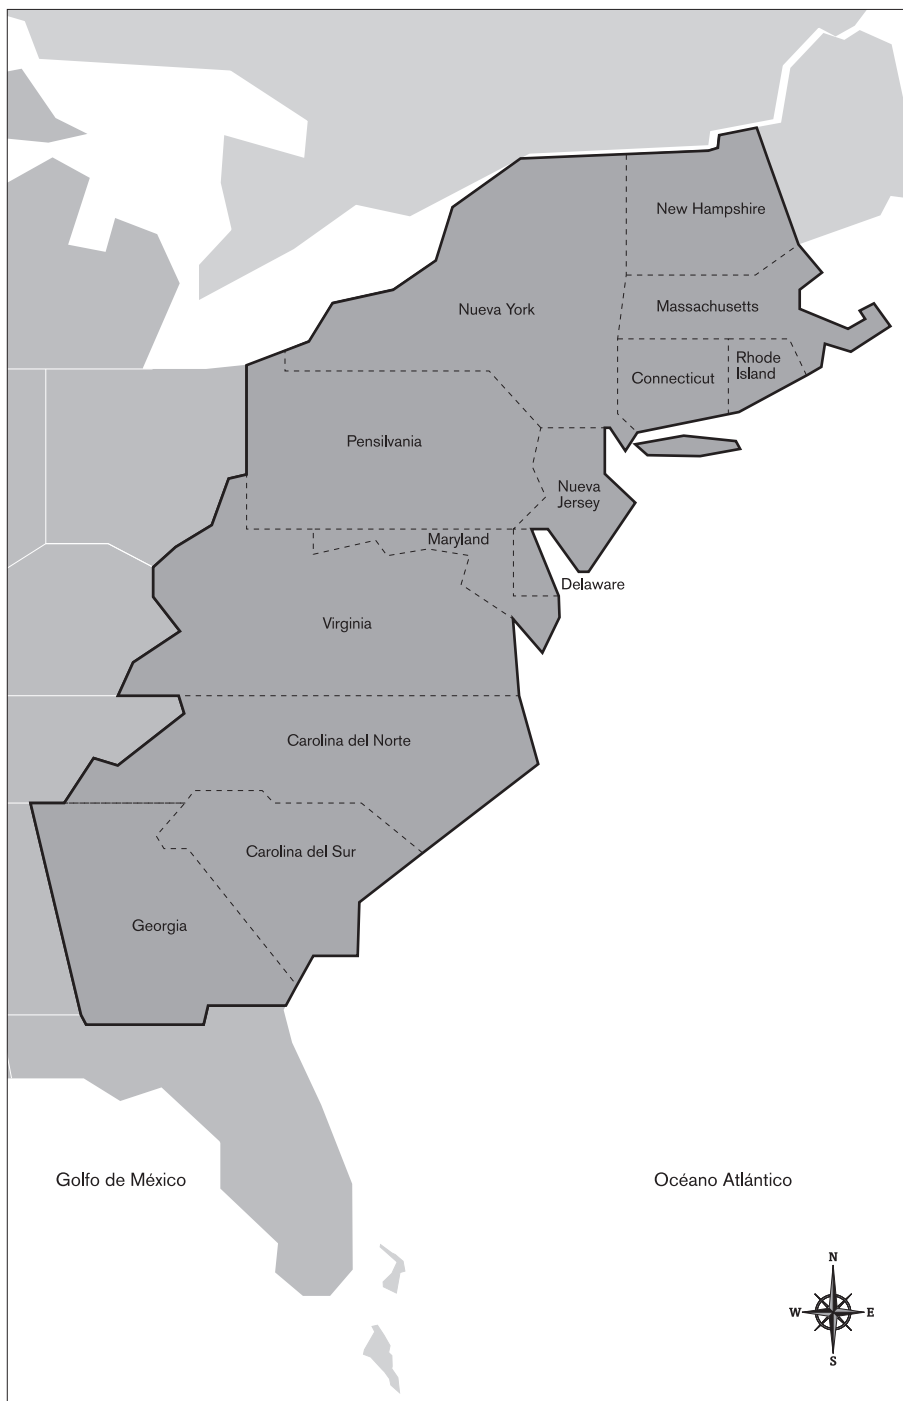 New Hampshire
Nueva York
Massachusetts
Rhode
Island
Connecticut
Pensilvania
Nueva
Jersey
Maryland
Delaware
Virginia
Carolina del Norte
Carolina del Sur
Georgia
Golfo de México
Océano Atlántico
N
W E
S